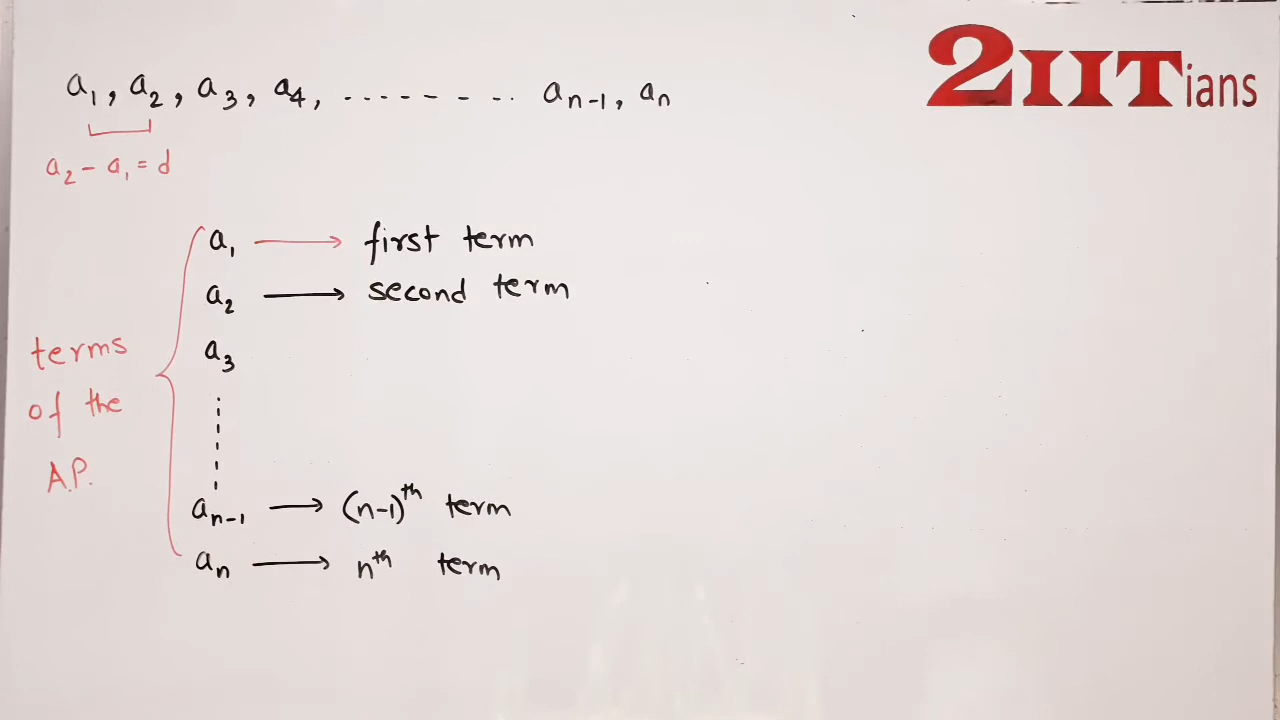 a₁, a₂, a₃, a₄, ............ aₙ₋₁, aₙ
2IITians
a₂ - a₁ = d
a₁ → first term
a₂ → second term
terms
a₃
of the
A.P.
aₙ₋₁ → (n-1)ᵗʰ term
aₙ → nᵗʰ term